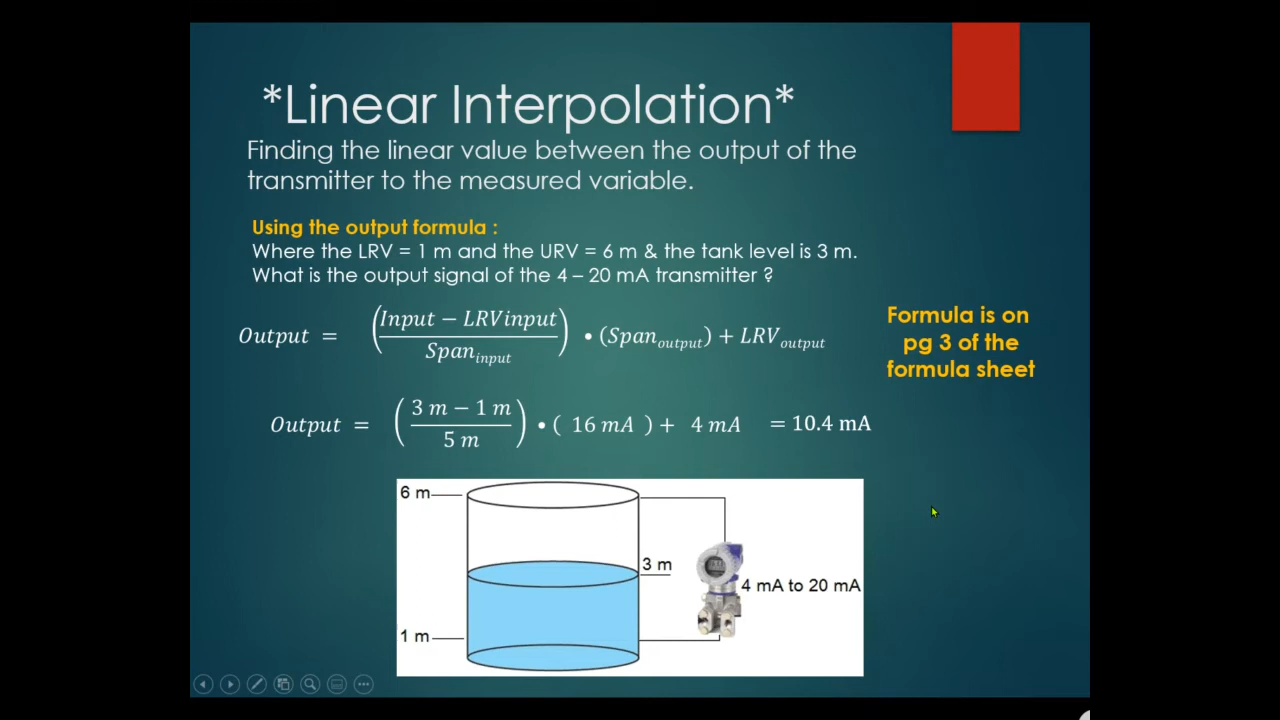 *Linear Interpolation*
Finding the linear value between the output of the
transmitter to the measured variable.
Using the output formula :
Where the LRV = 1 m and the URV = 6 m & the tank level is 3 m.
What is the output signal of the 4 – 20 mA transmitter ?
Output = (Input − LRVinput / Span_input) • (Span_output) + LRV_output
Formula is on
pg 3 of the
formula sheet
Output = (3 m − 1 m / 5 m) • ( 16 mA ) + 4 mA = 10.4 mA
6 m
3 m
4 mA to 20 mA
1 m